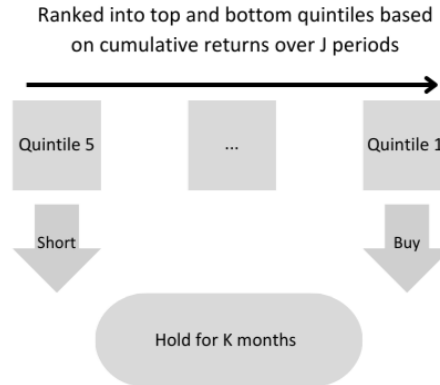 Ranked into top and bottom quintiles based
on cumulative returns over J periods
Quintile 5
...
Quintile 1
Short
Buy
Hold for K months